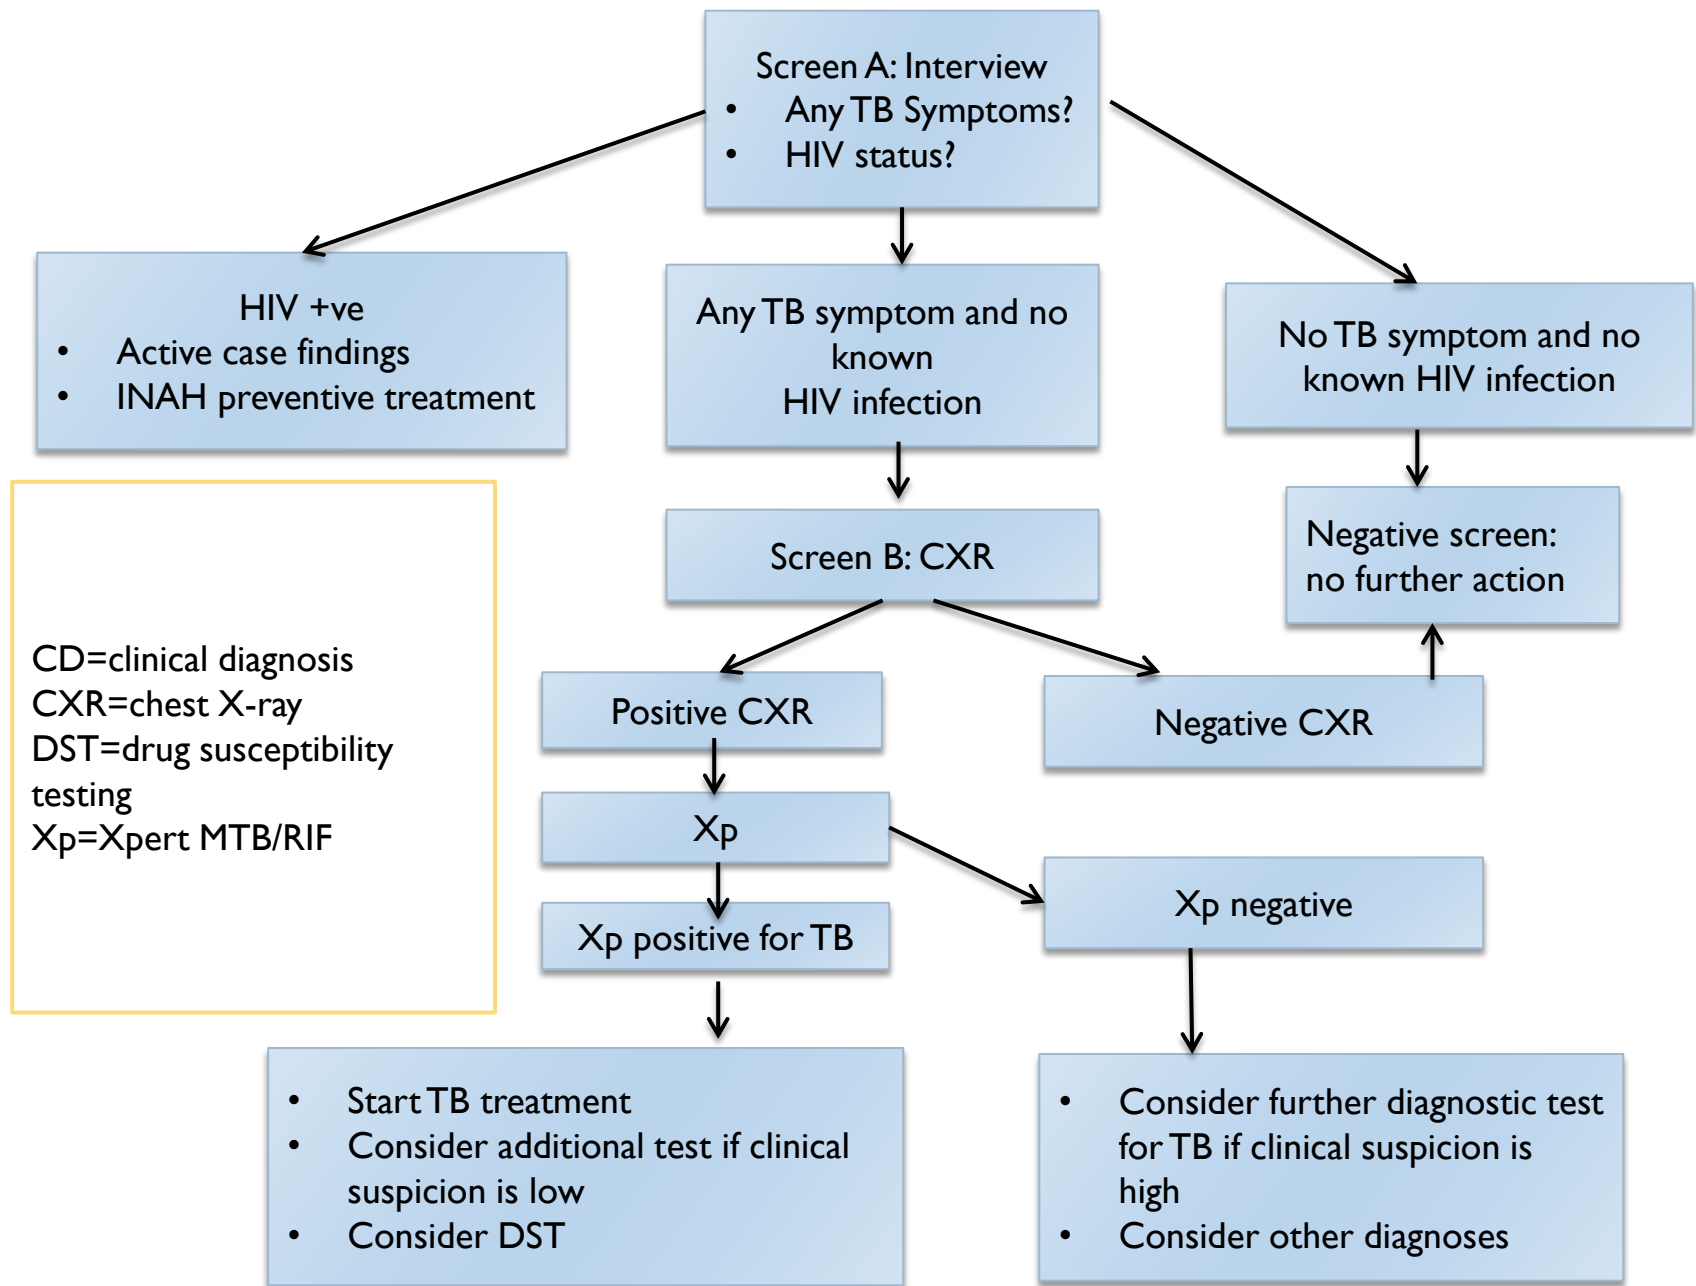 Screen A: Interview
• Any TB Symptoms?
• HIV status?
HIV +ve
• Active case findings
• INAH preventive treatment
Any TB symptom and no
known
HIV infection
No TB symptom and no
known HIV infection
Screen B: CXR
Negative screen:
no further action
CD=clinical diagnosis
CXR=chest X-ray
DST=drug susceptibility
testing
Xp=Xpert MTB/RIF
Positive CXR
Negative CXR
Xp
Xp positive for TB
Xp negative
• Start TB treatment
• Consider additional test if clinical
suspicion is low
• Consider DST
• Consider further diagnostic test
for TB if clinical suspicion is
high
• Consider other diagnoses